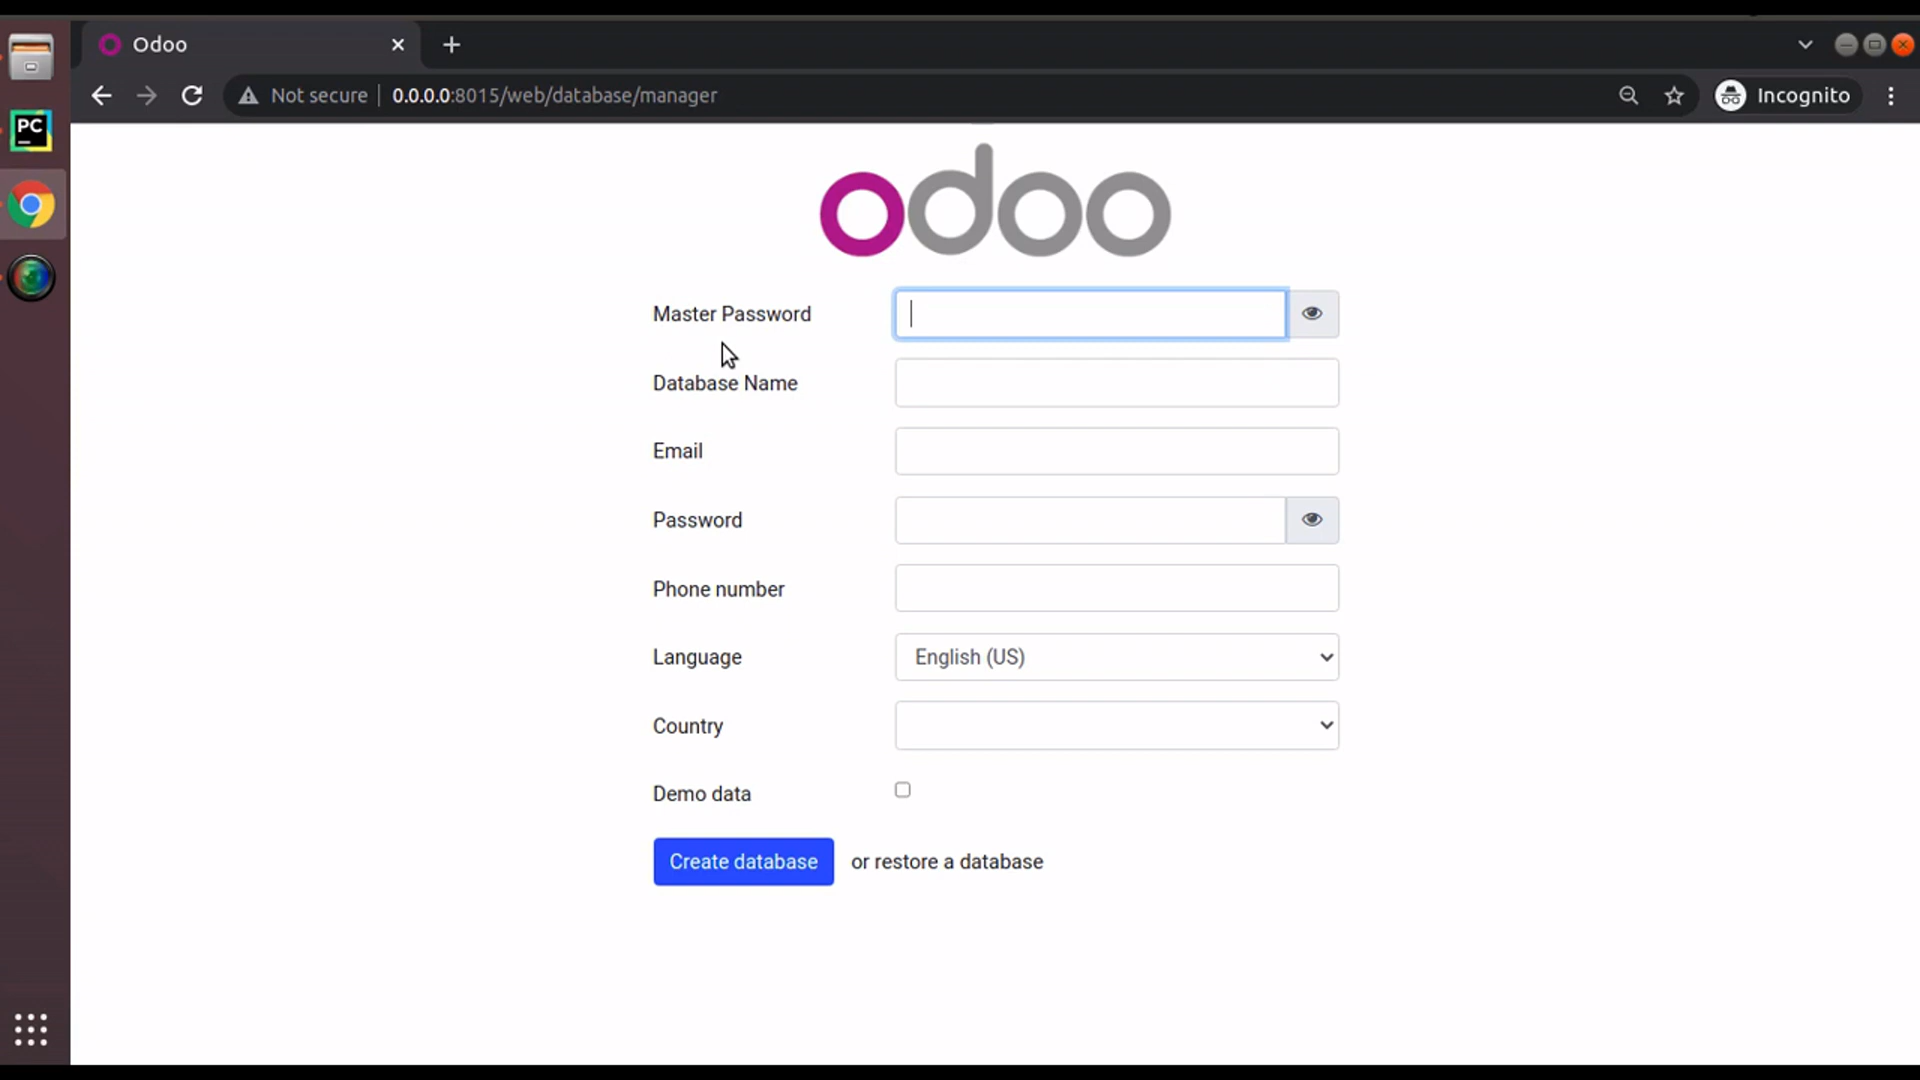 Odoo
Not secure 0.0.0.0:8015/web/database/manager Incognito
PC
odoo
Master Password
Database Name
Email
Password
Phone number
Language English (US)
Country
Demo data
Create database or restore a database